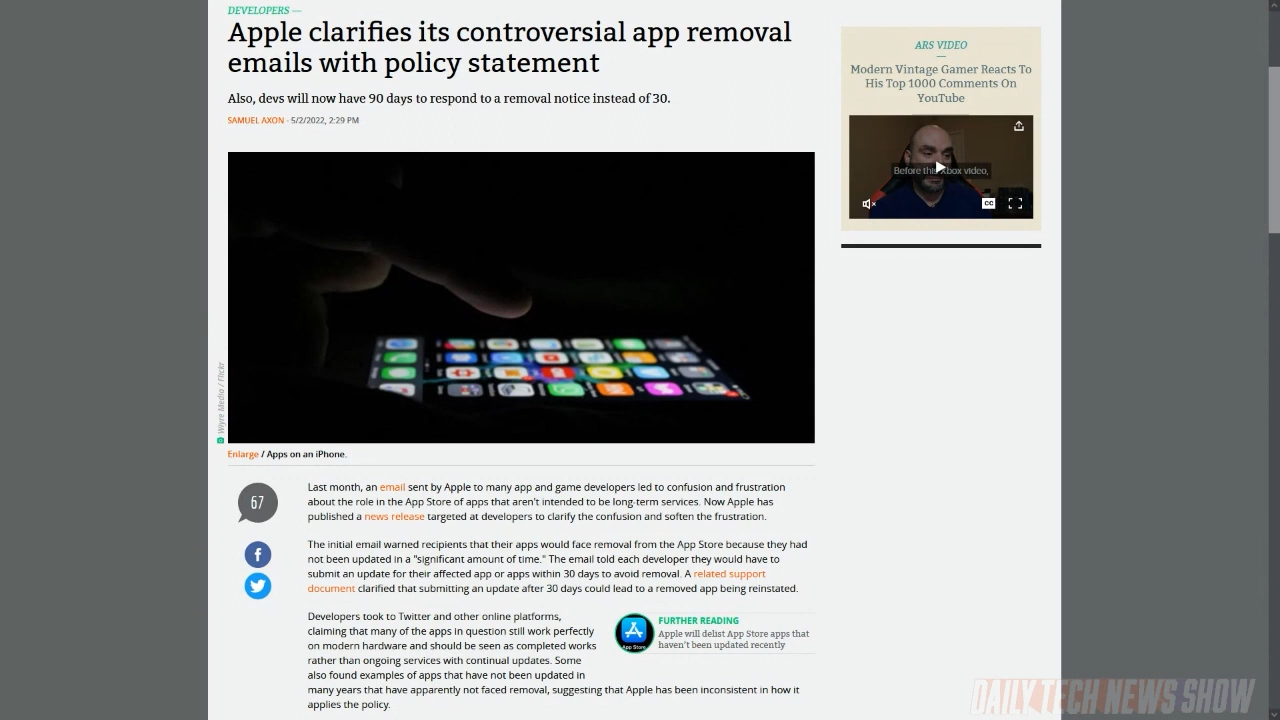 DEVELOPERS —
Apple clarifies its controversial app removal
emails with policy statement
Also, devs will now have 90 days to respond to a removal notice instead of 30.
SAMUEL AXON - 5/2/2022, 2:29 PM
Wyre Media / Flickr
Enlarge / Apps on an iPhone.
67
Last month, an email sent by Apple to many app and game developers led to confusion and frustration
about the role in the App Store of apps that aren't intended to be long-term services. Now Apple has
published a news release targeted at developers to clarify the confusion and soften the frustration.
The initial email warned recipients that their apps would face removal from the App Store because they had
not been updated in a "significant amount of time." The email told each developer they would have to
submit an update for their affected app or apps within 30 days to avoid removal. A related support
document clarified that submitting an update after 30 days could lead to a removed app being reinstated.
Developers took to Twitter and other online platforms,
claiming that many of the apps in question still work perfectly
on modern hardware and should be seen as completed works
rather than ongoing services with continual updates. Some
also found examples of apps that have not been updated in
many years that have apparently not faced removal, suggesting that Apple has been inconsistent in how it
applies the policy.
App Store
FURTHER READING
Apple will delist App Store apps that
haven't been updated recently
ARS VIDEO
Modern Vintage Gamer Reacts To
His Top 1000 Comments On
YouTube
Before this Xbox video,
CC
DAILY TECH NEWS SHOW